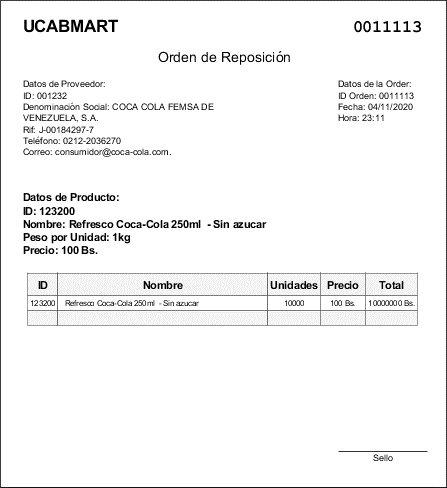 UCABMART 0011113
Orden de Reposición
Datos de Proveedor:
ID: 001232
Denominación Social: COCA COLA FEMSA DE
VENEZUELA, S.A.
Rif: J-00184297-7
Teléfono: 0212-2036270
Correo: consumidor@coca-cola.com.
Datos de la Orden:
ID Orden: 0011113
Fecha: 04/11/2020
Hora: 23:11
Datos de Producto:
ID: 123200
Nombre: Refresco Coca-Cola 250ml - Sin azucar
Peso por Unidad: 1kg
Precio: 100 Bs.
ID Nombre Unidades Precio Total
123200 Refresco Coca-Cola 250ml - Sin azucar 10000 100 Bs. 10000000 Bs.
Sello